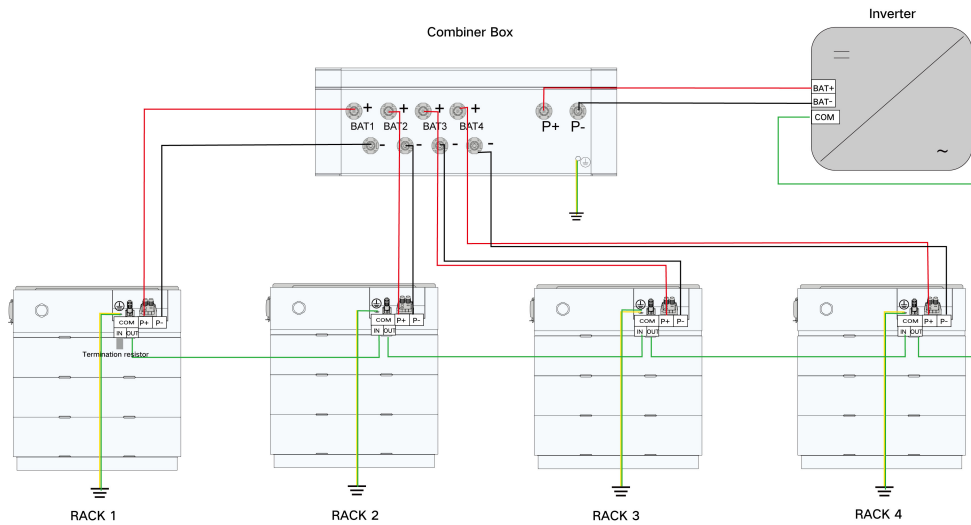 Inverter
Combiner Box
BAT+
BAT-
COM
~
+ + + +
BAT1 BAT2 BAT3 BAT4
P+ P-
- - - -
COM P+ P-
IN OUT
Termination resistor
COM P+ P-
IN OUT
COM P+ P-
IN OUT
COM P+ P-
IN OUT
RACK 1
RACK 2
RACK 3
RACK 4